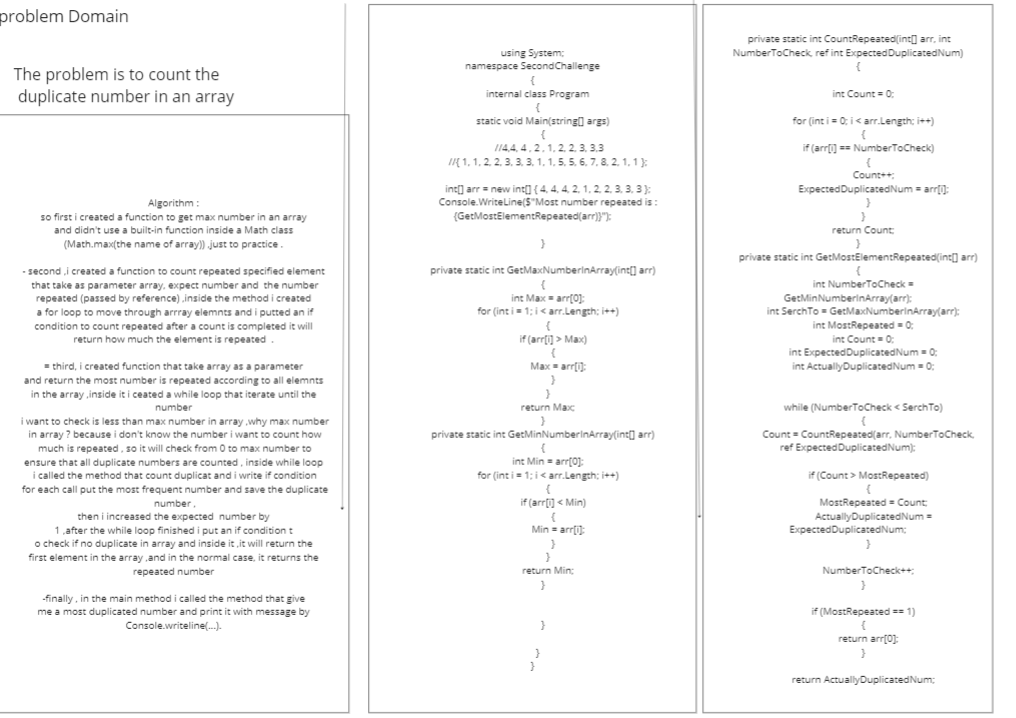 problem Domain
The problem is to count the
duplicate number in an array
Algorithm :
so first i created a function to get max number in an array
and didn't use a built-in function inside a Math class
(Math.max(the name of array)) .just to practice .
- second ,i created a function to count repeated specified element
that take as parameter array, expect number and the number
repeated (passed by reference) ,inside the method i created
a for loop to move through arrray elemnts and i putted an if
condition to count repeated after a count is completed it will
return how much the element is repeated .
= third, i created function that take array as a parameter
and return the most number is repeated according to all elemnts
in the array ,inside it i ceated a while loop that iterate until the
number
i want to check is less than max number in array ,why max number
in array ? because i don't know the number i want to count how
much is repeated , so it will check from 0 to max number to
ensure that all duplicate numbers are counted , inside while loop
i called the method that count duplicat and i write if condition
for each call put the most frequent number and save the duplicate
number ,
then i increased the expected number by
1 ,after the while loop finished i put an if condition t
o check if no duplicate in array and inside it ,it will return the
first element in the array ,and in the normal case, it returns the
repeated number
-finally , in the main method i called the method that give
me a most duplicated number and print it with message by
Console.writeline(...).
using System;
namespace SecondChallenge
{
internal class Program
{
static void Main(string[] args)
{
//4,4, 4 , 2 , 1, 2, 2, 3, 3,3
//{ 1, 1, 2, 2, 3, 3, 3, 1, 1, 5, 5, 6, 7, 8, 2, 1, 1 };
int[] arr = new int[] { 4, 4, 4, 2, 1, 2, 2, 3, 3, 3 };
Console.WriteLine($"Most number repeated is :
{GetMostElementRepeated(arr)}");
}
private static int GetMaxNumberInArray(int[] arr)
{
int Max = arr[0];
for (int i = 1; i < arr.Length; i++)
{
if (arr[i] > Max)
{
Max = arr[i];
}
}
return Max;
}
private static int GetMinNumberInArray(int[] arr)
{
int Min = arr[0];
for (int i = 1; i < arr.Length; i++)
{
if (arr[i] < Min)
{
Min = arr[i];
}
}
return Min;
}
}
}
}
private static int CountRepeated(int[] arr, int
NumberToCheck, ref int ExpectedDuplicatedNum)
{
int Count = 0;
for (int i = 0; i < arr.Length; i++)
{
if (arr[i] == NumberToCheck)
{
Count++;
ExpectedDuplicatedNum = arr[i];
}
}
return Count;
}
private static int GetMostElementRepeated(int[] arr)
{
int NumberToCheck =
GetMinNumberInArray(arr);
int SerchTo = GetMaxNumberInArray(arr);
int MostRepeated = 0;
int Count = 0;
int ExpectedDuplicatedNum = 0;
int ActuallyDuplicatedNum = 0;
while (NumberToCheck < SerchTo)
{
Count = CountRepeated(arr, NumberToCheck,
ref ExpectedDuplicatedNum);
if (Count > MostRepeated)
{
MostRepeated = Count;
ActuallyDuplicatedNum =
ExpectedDuplicatedNum;
}
NumberToCheck++;
}
if (MostRepeated == 1)
{
return arr[0];
}
return ActuallyDuplicatedNum;